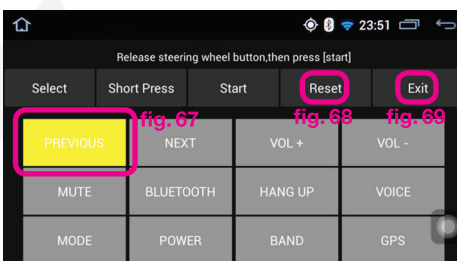 23:51
Release steering wheel button,then press [start]
Select Short Press Start Reset Exit
fig. 67 fig. 68 fig. 69
PREVIOUS NEXT VOL + VOL -
MUTE BLUETOOTH HANG UP VOICE
MODE POWER BAND GPS